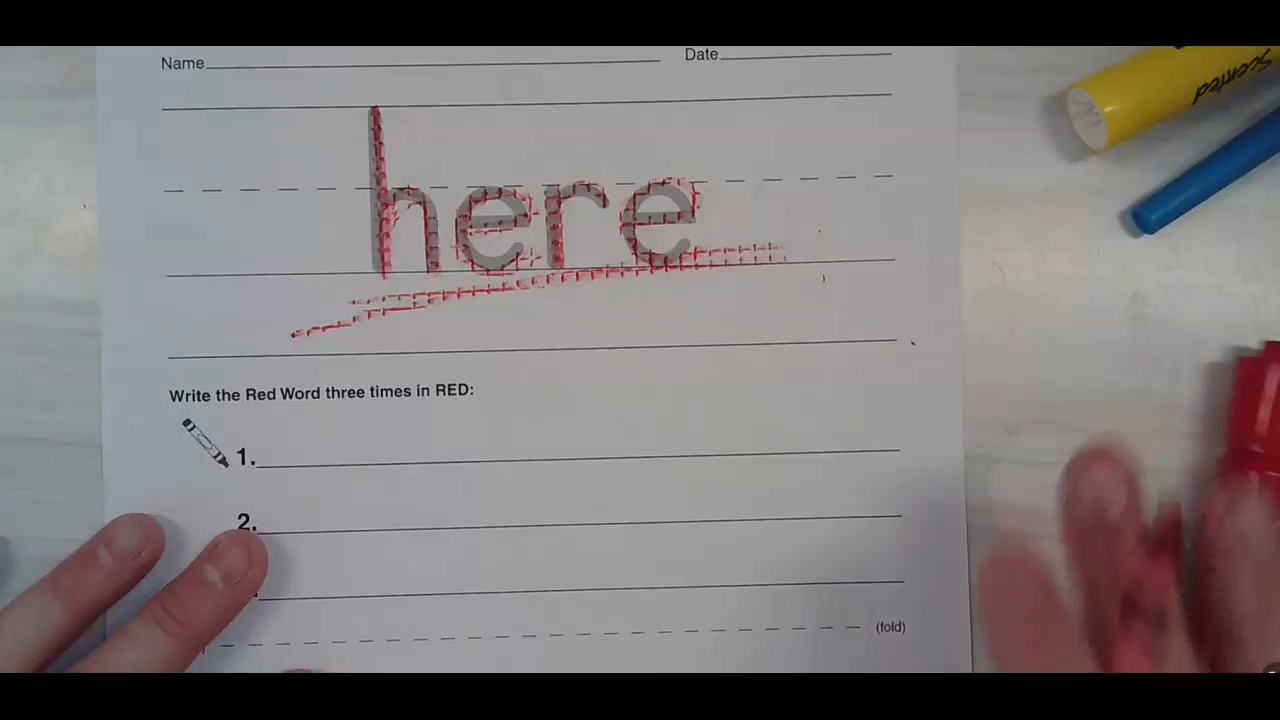 Name Date
here
Write the Red Word three times in RED:
1.
2.
(fold)
Scented